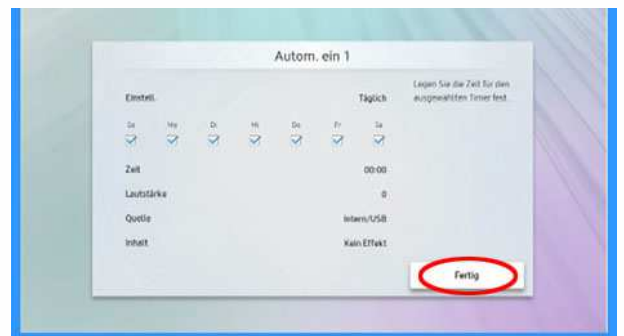 Autom. ein 1
Legen Sie die Zeit für den
ausgewählten Timer fest.
Einstell. Täglich
So Mo Di Mi Do Fr Sa
Zeit 00:00
Lautstärke 0
Quelle Intern/USB
Inhalt Kein Effekt
Fertig